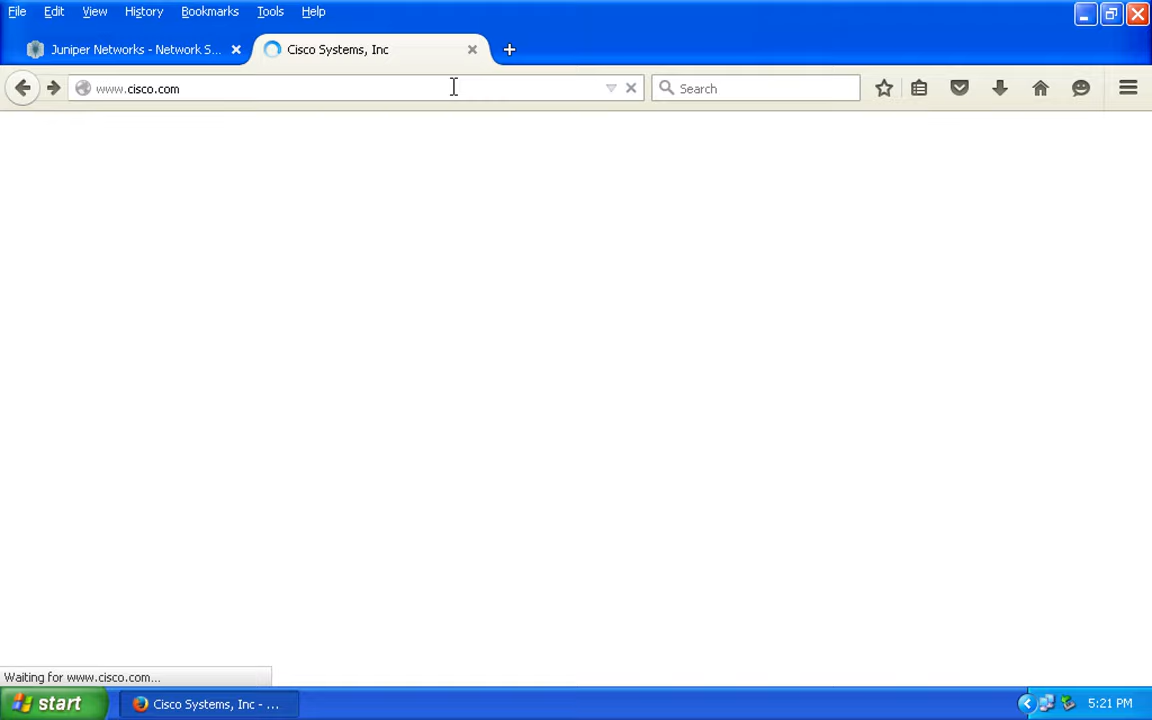 File Edit View History Bookmarks Tools Help
Juniper Networks - Network S... Cisco Systems, Inc
www.cisco.com Search
Waiting for www.cisco.com...
start Cisco Systems, Inc - ... 5:21 PM